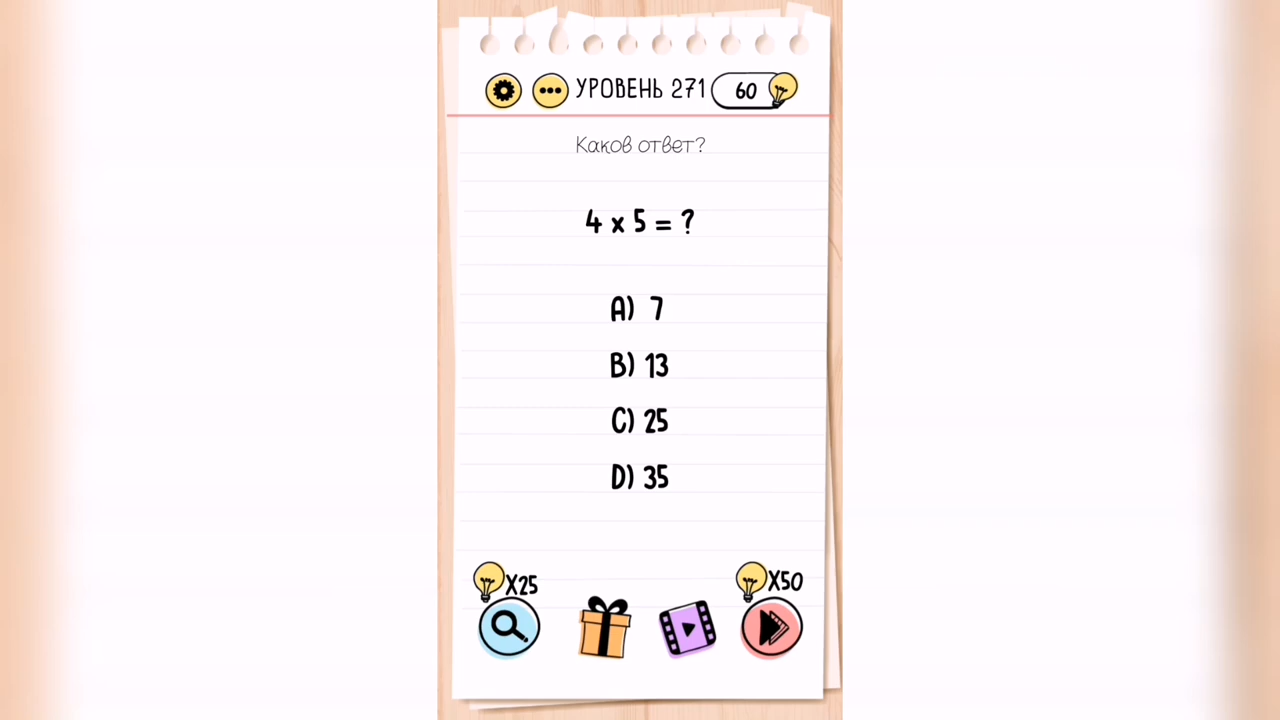 УРОВЕНЬ 271
60
Каков ответ?
4 x 5 = ?
A) 7
B) 13
C) 25
D) 35
X25
X50